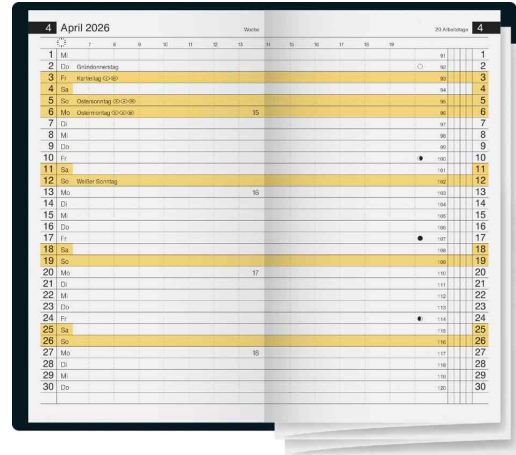 4 April 2026 Woche 20 Arbeitstage 4
7 8 9 10 11 12 13 14 15 16 17 18 19
1 Mi 91 1
2 Do Gründonnerstag 92 2
3 Fr Karfreitag 93 3
4 Sa 94 4
5 So Ostersonntag 95 5
6 Mo Ostermontag 15 96 6
7 Di 97 7
8 Mi 98 8
9 Do 99 9
10 Fr 100 10
11 Sa 101 11
12 So Weißer Sonntag 102 12
13 Mo 16 103 13
14 Di 104 14
15 Mi 105 15
16 Do 106 16
17 Fr 107 17
18 Sa 108 18
19 So 109 19
20 Mo 17 110 20
21 Di 111 21
22 Mi 112 22
23 Do 113 23
24 Fr 114 24
25 Sa 115 25
26 So 116 26
27 Mo 18 117 27
28 Di 118 28
29 Mi 119 29
30 Do 120 30